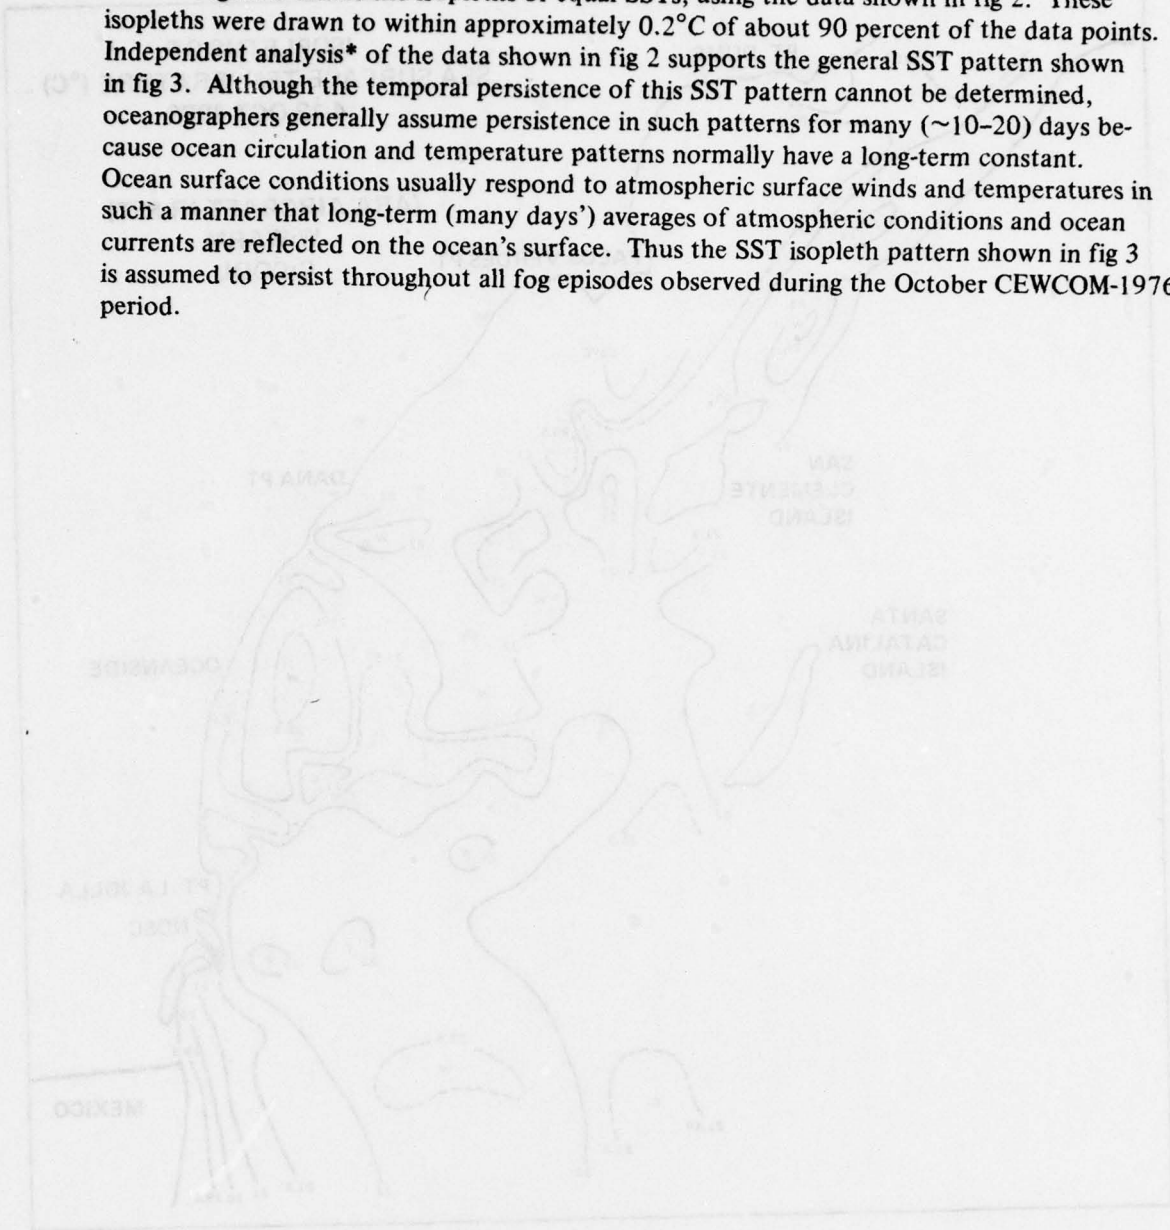 isopleths were drawn to within approximately 0.2°C of about 90 percent of the data points.
Independent analysis* of the data shown in fig 2 supports the general SST pattern shown
in fig 3. Although the temporal persistence of this SST pattern cannot be determined,
oceanographers generally assume persistence in such patterns for many (~10–20) days be-
cause ocean circulation and temperature patterns normally have a long-term constant.
Ocean surface conditions usually respond to atmospheric surface winds and temperatures in
such a manner that long-term (many days') averages of atmospheric conditions and ocean
currents are reflected on the ocean's surface. Thus the SST isopleth pattern shown in fig 3
is assumed to persist throughout all fog episodes observed during the October CEWCOM-1976
period.
DANA PT
SAN
CLEMENTE
ISLAND
SANTA
CATALINA
ISLAND
OCEANSIDE
PT LA JOLLA
MEXICO